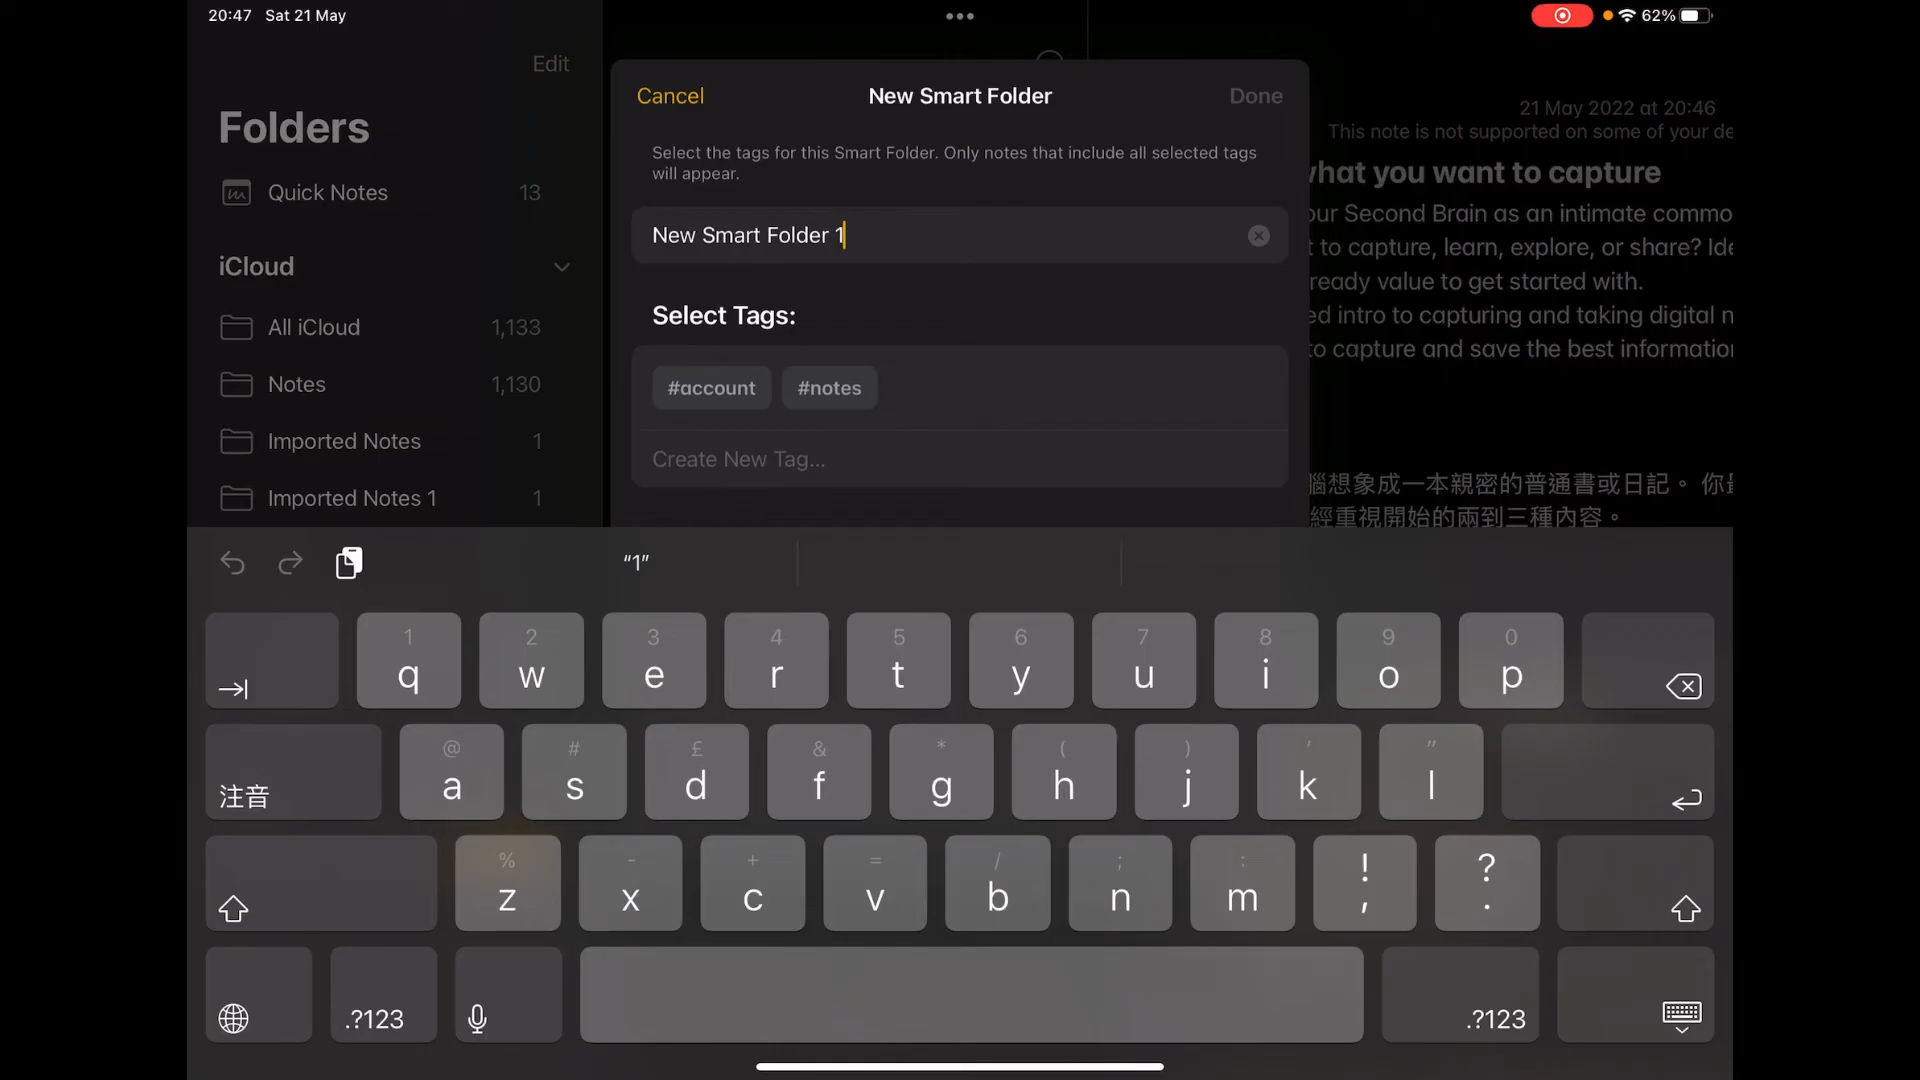 20:47 Sat 21 May
62%
Edit
Folders
Quick Notes 13
iCloud
All iCloud 1,133
Notes 1,130
Imported Notes 1
Imported Notes 1 1
Cancel New Smart Folder Done
Select the tags for this Smart Folder. Only notes that include all selected tags
will appear.
New Smart Folder 1
Select Tags:
#account #notes
Create New Tag...
21 May 2022 at 20:46
This note is not supported on some of your de
what you want to capture
our Second Brain as an intimate commo
t to capture, learn, explore, or share? Ide
ready value to get started with.
ed intro to capturing and taking digital n
to capture and save the best information
腦想象成一本親密的普通書或日記。 你
經重視開始的兩到三種內容。
“1”
1 2 3 4 5 6 7 8 9 0
q w e r t y u i o p
@ # £ & * ( ) ' "
注音 a s d f g h j k l
% - + = / ; : ! ?
z x c v b n m , .
.?123 .?123